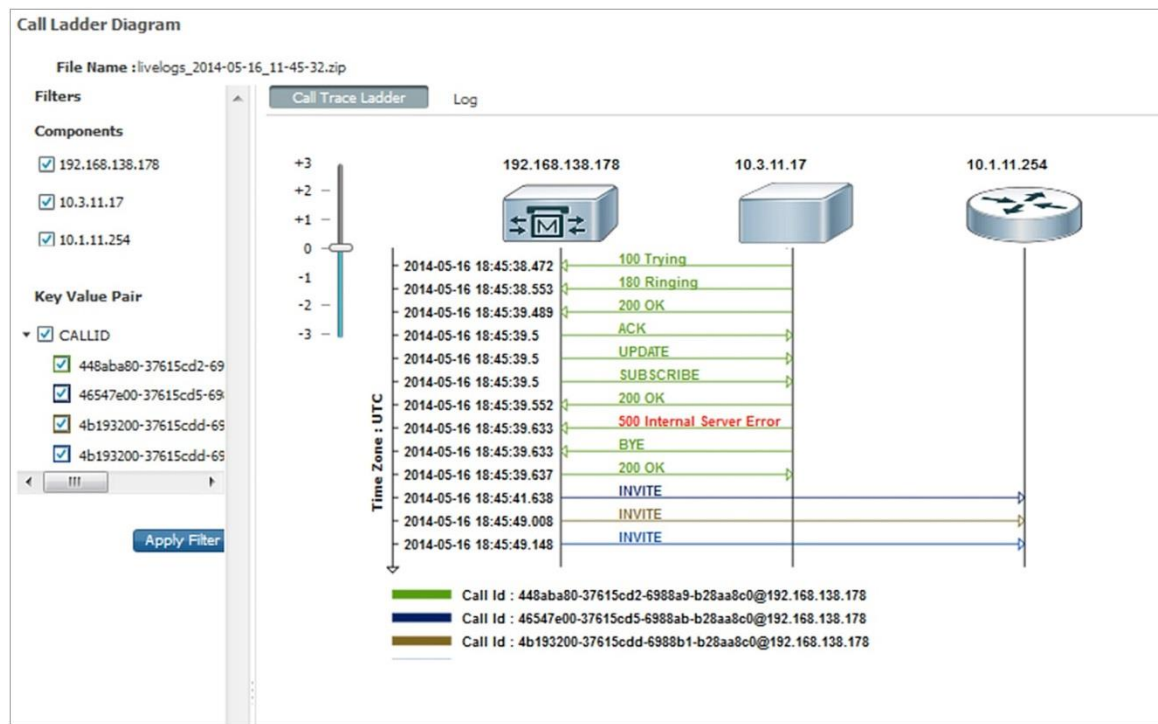 Call Ladder Diagram
File Name :livelogs_2014-05-16_11-45-32.zip
Filters
Components
192.168.138.178
10.3.11.17
10.1.11.254
Key Value Pair
CALLID
448aba80-37615cd2-69
46547e00-37615cd5-69
4b193200-37615cdd-69
4b193200-37615cdd-69
Apply Filter
Call Trace Ladder Log
+3
+2
+1
0
-1
-2
-3
192.168.138.178 10.3.11.17 10.1.11.254
Time Zone : UTC
2014-05-16 18:45:38.472 100 Trying
2014-05-16 18:45:38.553 180 Ringing
2014-05-16 18:45:39.489 200 OK
2014-05-16 18:45:39.5 ACK
2014-05-16 18:45:39.5 UPDATE
2014-05-16 18:45:39.5 SUBSCRIBE
2014-05-16 18:45:39.552 200 OK
2014-05-16 18:45:39.633 500 Internal Server Error
2014-05-16 18:45:39.633 BYE
2014-05-16 18:45:39.637 200 OK
2014-05-16 18:45:41.638 INVITE
2014-05-16 18:45:49.008 INVITE
2014-05-16 18:45:49.148 INVITE
Call Id : 448aba80-37615cd2-6988a9-b28aa8c0@192.168.138.178
Call Id : 46547e00-37615cd5-6988ab-b28aa8c0@192.168.138.178
Call Id : 4b193200-37615cdd-6988b1-b28aa8c0@192.168.138.178